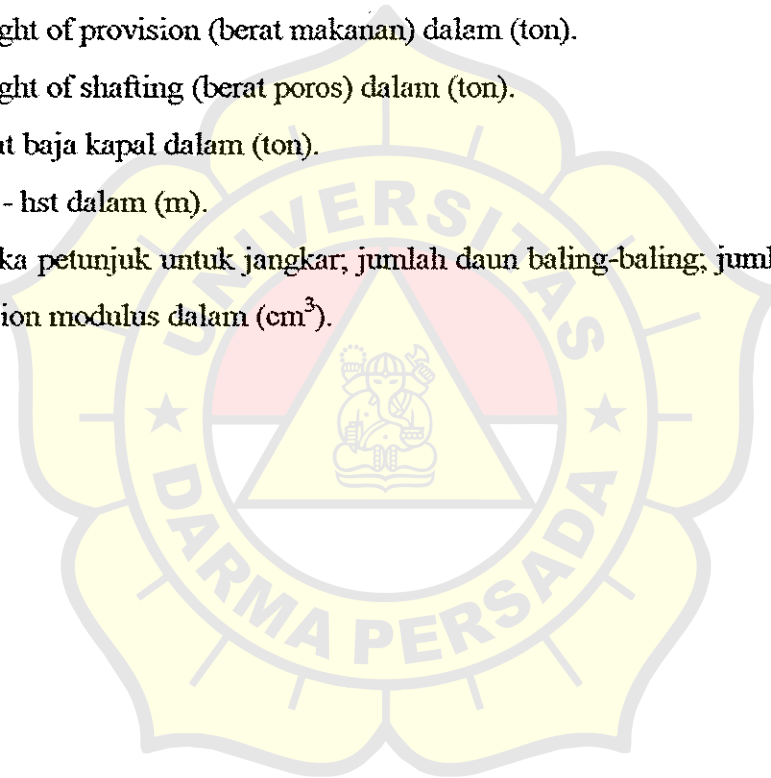 ght of provision (berat makanan) dalam (ton).
ght of shafting (berat poros) dalam (ton).
at baja kapal dalam (ton).
- hst dalam (m).
ka petunjuk untuk jangkar; jumlah daun baling-baling; juml
ion modulus dalam (cm³).
UNIVERSITAS
DARMA PERSADA